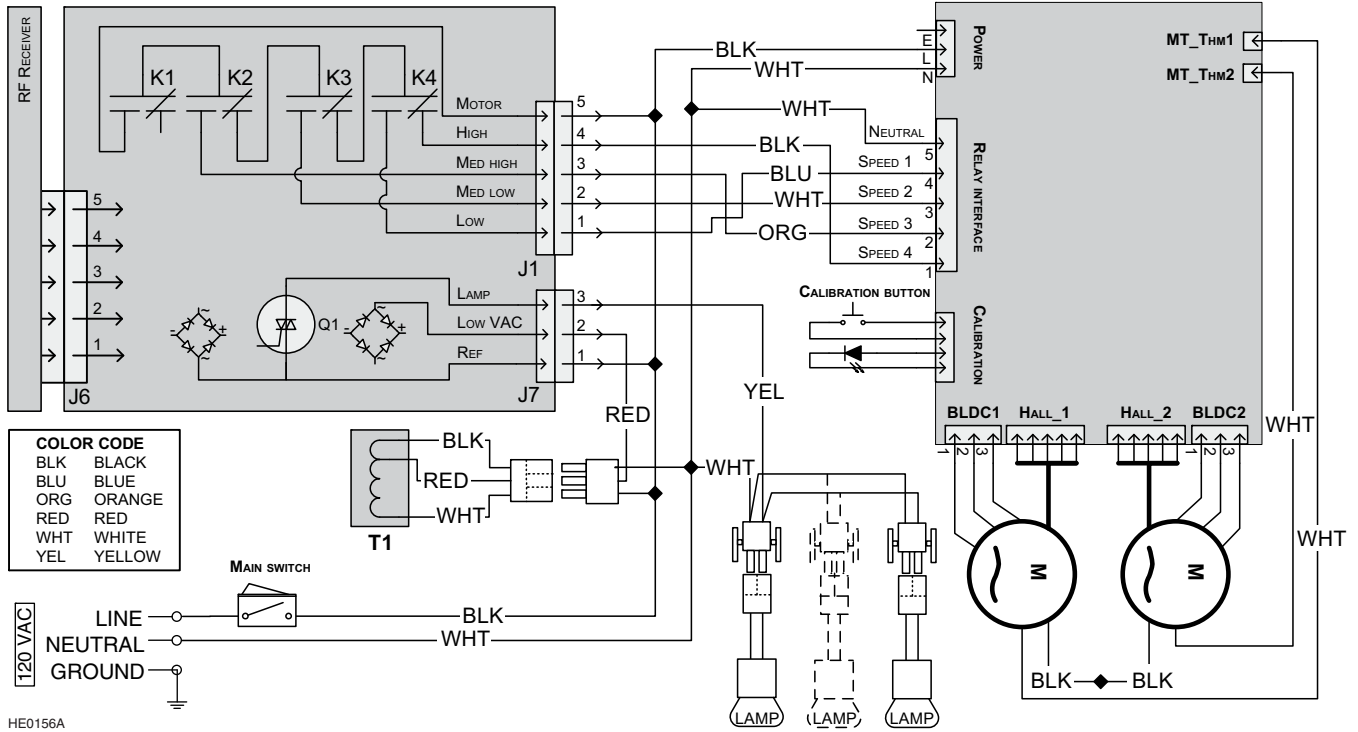 RF RECEIVER
K1 K2 K3 K4
MOTOR 5
HIGH 4
MED HIGH 3
MED LOW 2
LOW 1
J1
5
4
3
2
1
J6
Q1
- ~ + ~
- ~ + ~
LAMP 3
LOW VAC 2
REF 1
J7
BLK
WHT
WHT
BLK
BLU
WHT
ORG
YEL
RED
E
L
N
POWER
MT_THM1
MT_THM2
NEUTRAL 5
SPEED 1 4
SPEED 2 3
SPEED 3 2
SPEED 4 1
RELAY INTERFACE
CALIBRATION BUTTON
CALIBRATION
BLDC1 HALL_1 HALL_2 BLDC2
1 2 3
1 2 3
WHT
WHT
M
M
BLK BLK
COLOR CODE
BLK BLACK
BLU BLUE
ORG ORANGE
RED RED
WHT WHITE
YEL YELLOW
BLK
RED
WHT
T1
WHT
MAIN SWITCH
120 VAC
LINE
NEUTRAL
GROUND
BLK
WHT
LAMP LAMP LAMP
HE0156A